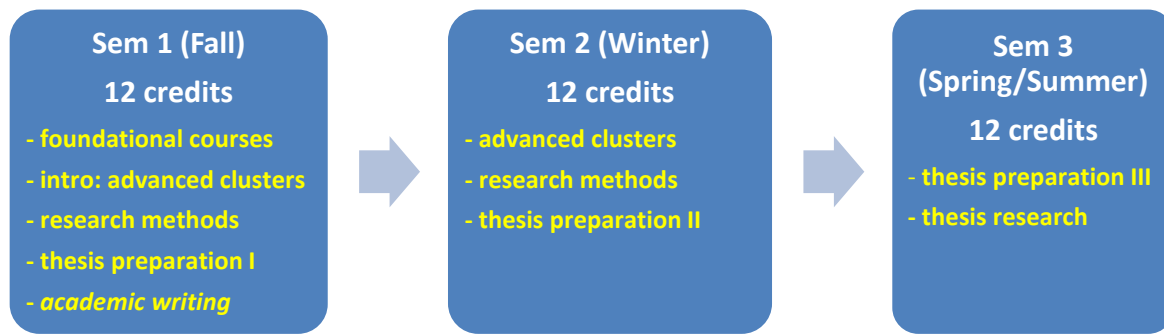 Sem 1 (Fall)
12 credits
- foundational courses
- intro: advanced clusters
- research methods
- thesis preparation I
- academic writing
Sem 2 (Winter)
12 credits
- advanced clusters
- research methods
- thesis preparation II
Sem 3
(Spring/Summer)
12 credits
- thesis preparation III
- thesis research